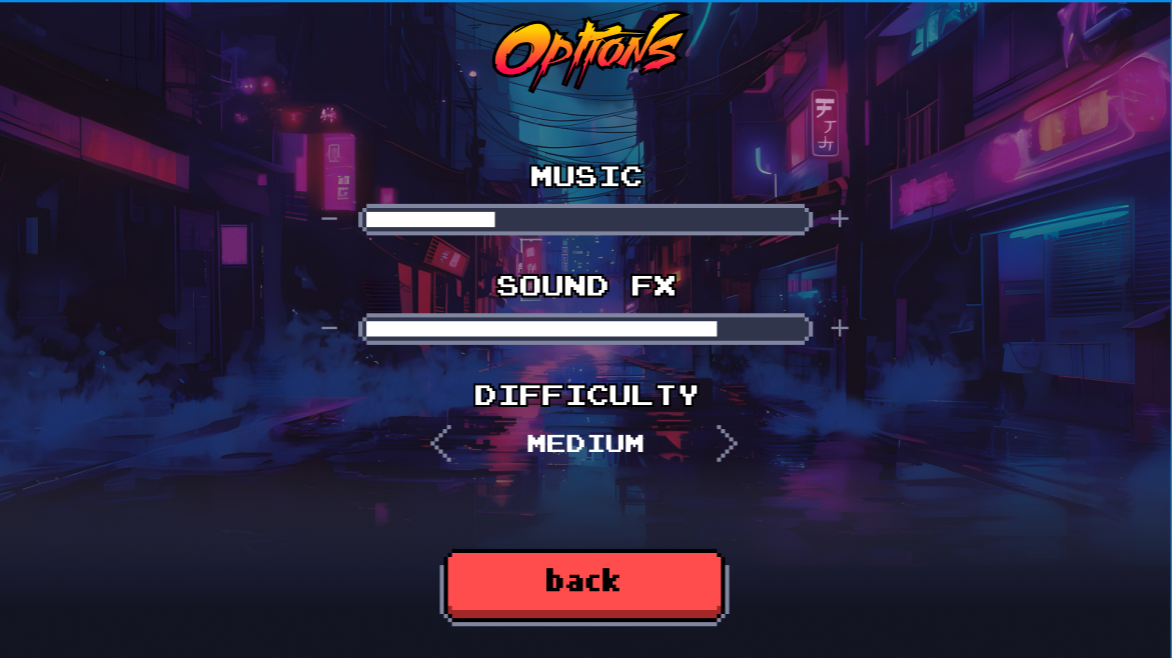 OPTIONS
MUSIC
− +
SOUND FX
− +
DIFFICULTY
MEDIUM
back